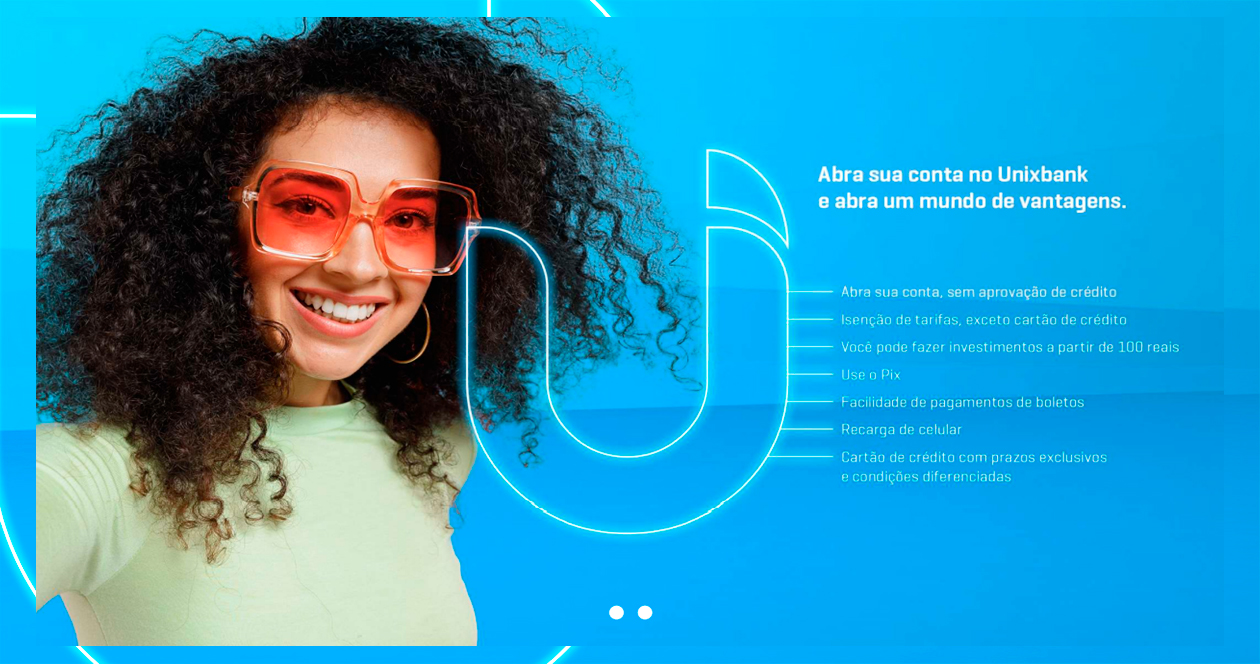 Abra sua conta no Unixbank
e abra um mundo de vantagens.
Abra sua conta, sem aprovação de crédito
Isenção de tarifas, exceto cartão de crédito
Você pode fazer investimentos a partir de 100 reais
Use o Pix
Facilidade de pagamentos de boletos
Recarga de celular
Cartão de crédito com prazos exclusivos
e condições diferenciadas